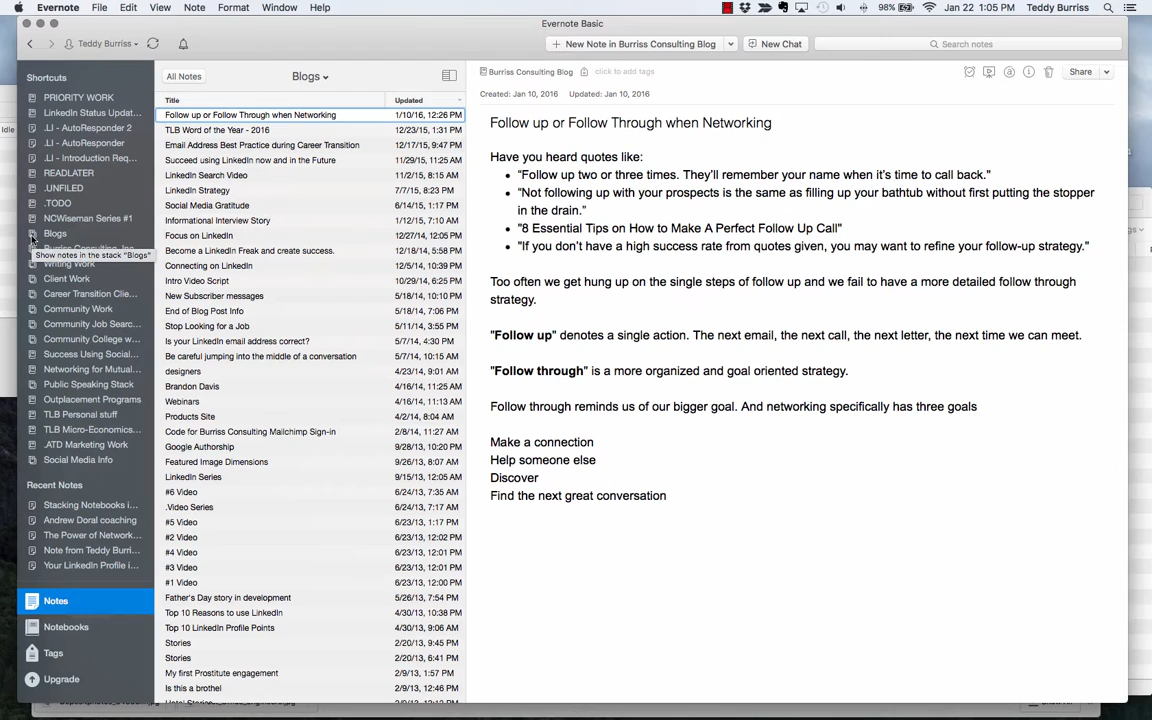 Evernote File Edit View Note Format Window Help 98% Jan 22 1:05 PM Teddy Burriss
Evernote Basic
Teddy Burriss + New Note in Burriss Consulting Blog New Chat Search notes
Idle
Shortcuts
PRIORITY WORK
LinkedIn Status Updat...
.LI - AutoResponder 2
.LI - AutoResponder
.LI - Introduction Req...
READLATER
.UNFILED
.TODO
NCWiseman Series #1
Blogs
Burriss Consulting, Inc
Show notes in the stack "Blogs"
Writing Work
Client Work
Career Transition Clie...
Community Work
Community Job Searc...
Community College w...
Success Using Social...
Networking for Mutual...
Public Speaking Stack
Outplacement Programs
TLB Personal stuff
TLB Micro-Economics...
.ATD Marketing Work
Social Media Info
Recent Notes
Stacking Notebooks i...
Andrew Doral coaching
The Power of Network...
Note from Teddy Burri...
Your LinkedIn Profile i...
Notes
Notebooks
Tags
Upgrade
All Notes Blogs
Title Updated
Follow up or Follow Through when Networking 1/10/16, 12:26 PM
TLB Word of the Year - 2016 12/23/15, 1:31 PM
Email Address Best Practice during Career Transition 12/17/15, 9:47 PM
Succeed using LinkedIn now and in the Future 11/29/15, 11:25 AM
LinkedIn Search Video 11/2/15, 8:15 AM
LinkedIn Strategy 7/7/15, 8:23 PM
Social Media Gratitude 6/14/15, 1:17 PM
Informational Interview Story 1/12/15, 7:10 AM
Focus on LinkedIn 12/27/14, 12:05 PM
Become a LinkedIn Freak and create success. 12/18/14, 9:58 PM
Connecting on LinkedIn 12/5/14, 10:39 PM
Intro Video Script 10/29/14, 6:25 PM
New Subscriber messages 5/18/14, 10:10 PM
End of Blog Post Info 5/18/14, 7:06 PM
Stop Looking for a Job 5/11/14, 3:55 PM
Is your LinkedIn email address correct? 5/7/14, 4:30 PM
Be careful jumping into the middle of a conversation 5/7/14, 10:15 AM
designers 4/23/14, 9:01 AM
Brandon Davis 4/16/14, 11:25 AM
Webinars 4/16/14, 11:13 AM
Products Site 4/2/14, 8:04 AM
Code for Burriss Consulting Mailchimp Sign-in 2/8/14, 11:27 AM
Google Authorship 9/28/13, 10:20 PM
Featured Image Dimensions 9/26/13, 8:07 AM
LinkedIn Series 9/15/13, 12:05 AM
#6 Video 6/24/13, 7:35 AM
.Video Series 6/24/13, 7:25 AM
#5 Video 6/23/13, 1:17 PM
#2 Video 6/23/13, 12:02 PM
#4 Video 6/23/13, 12:01 PM
#3 Video 6/23/13, 12:01 PM
#1 Video 6/23/13, 12:00 PM
Father's Day story in development 5/26/13, 7:54 PM
Top 10 Reasons to use LinkedIn 4/30/13, 10:38 PM
Top 10 LinkedIn Profile Points 4/30/13, 9:06 AM
Stories 2/20/13, 9:45 PM
Stories 2/20/13, 6:41 PM
My first Prostitute engagement 2/9/13, 1:57 PM
Is this a brothel 2/9/13, 12:46 PM
Burriss Consulting Blog click to add tags Share
Created: Jan 10, 2016 Updated: Jan 10, 2016
Follow up or Follow Through when Networking
Have you heard quotes like:
• "Follow up two or three times. They'll remember your name when it's time to call back."
• "Not following up with your prospects is the same as filling up your bathtub without first putting the stopper
in the drain."
• "8 Essential Tips on How to Make A Perfect Follow Up Call"
• "If you don't have a high success rate from quotes given, you may want to refine your follow-up strategy."
Too often we get hung up on the single steps of follow up and we fail to have a more detailed follow through
strategy.
"Follow up" denotes a single action. The next email, the next call, the next letter, the next time we can meet.
"Follow through" is a more organized and goal oriented strategy.
Follow through reminds us of our bigger goal. And networking specifically has three goals
Make a connection
Help someone else
Discover
Find the next great conversation